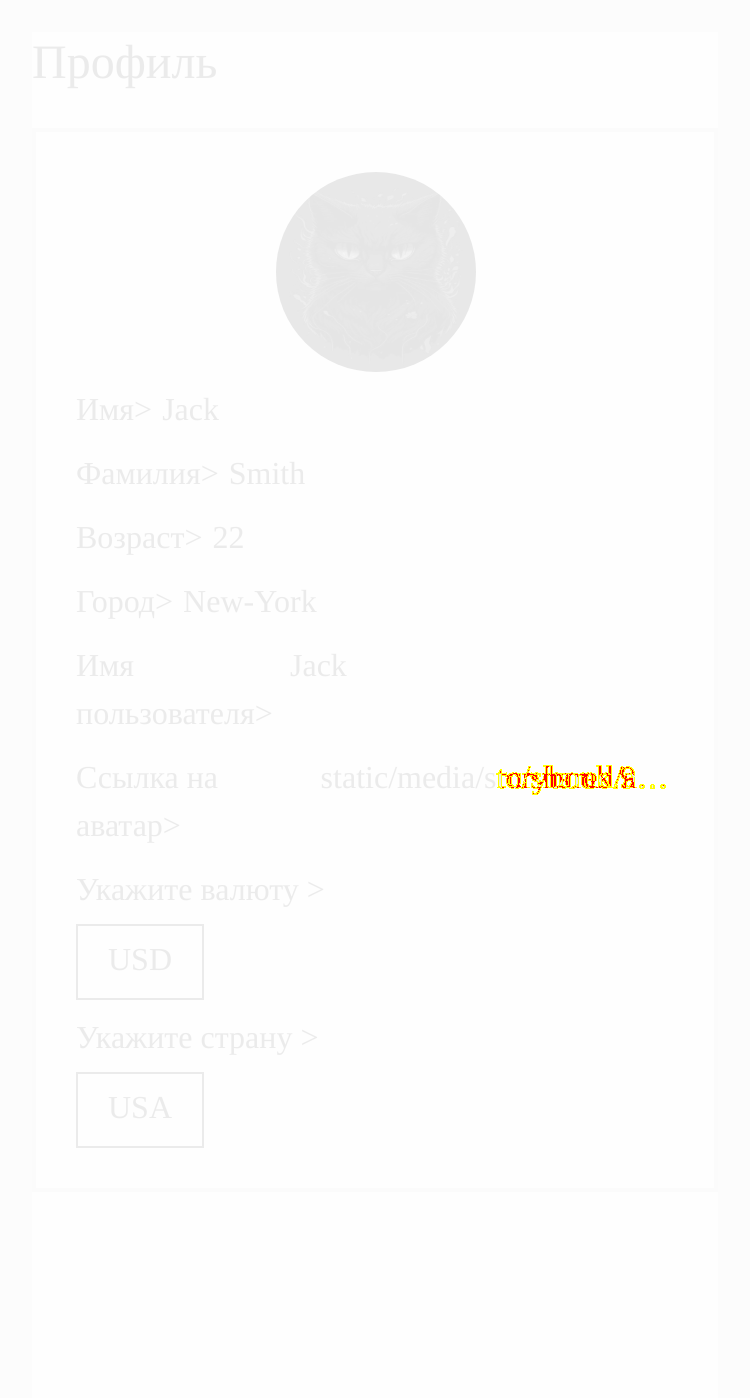 Профиль
Имя> Jack
Фамилия> Smith
Возраст> 22
Город> New-York
Имя Jack
пользователя>
Ссылка на static/media/
аватар>
Укажите валюту >
USD
Укажите страну >
USA